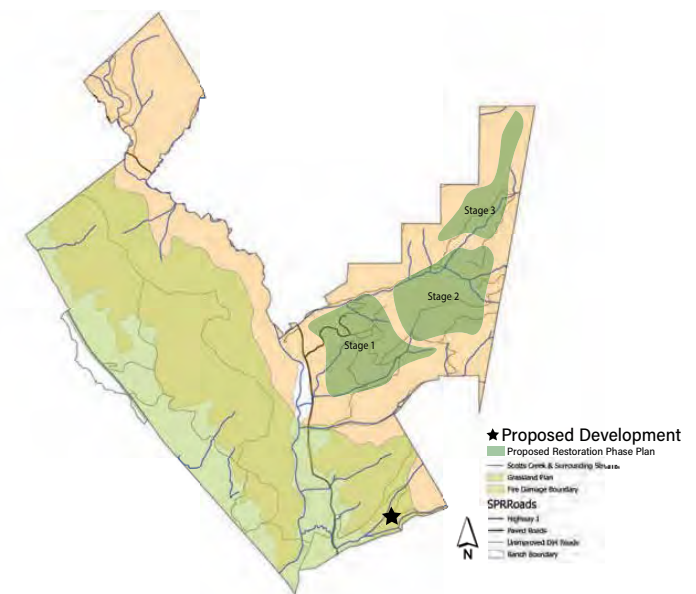 Stage 3
Stage 2
Stage 1
Proposed Development
Proposed Restoration Phase Plan
Scotts Creek & Surrounding
Grassland Plan
Fire Damage Boundary
SPRRoads
Highway 1
Paved Roads
Unimproved Dirt Roads
Ranch Boundary
N